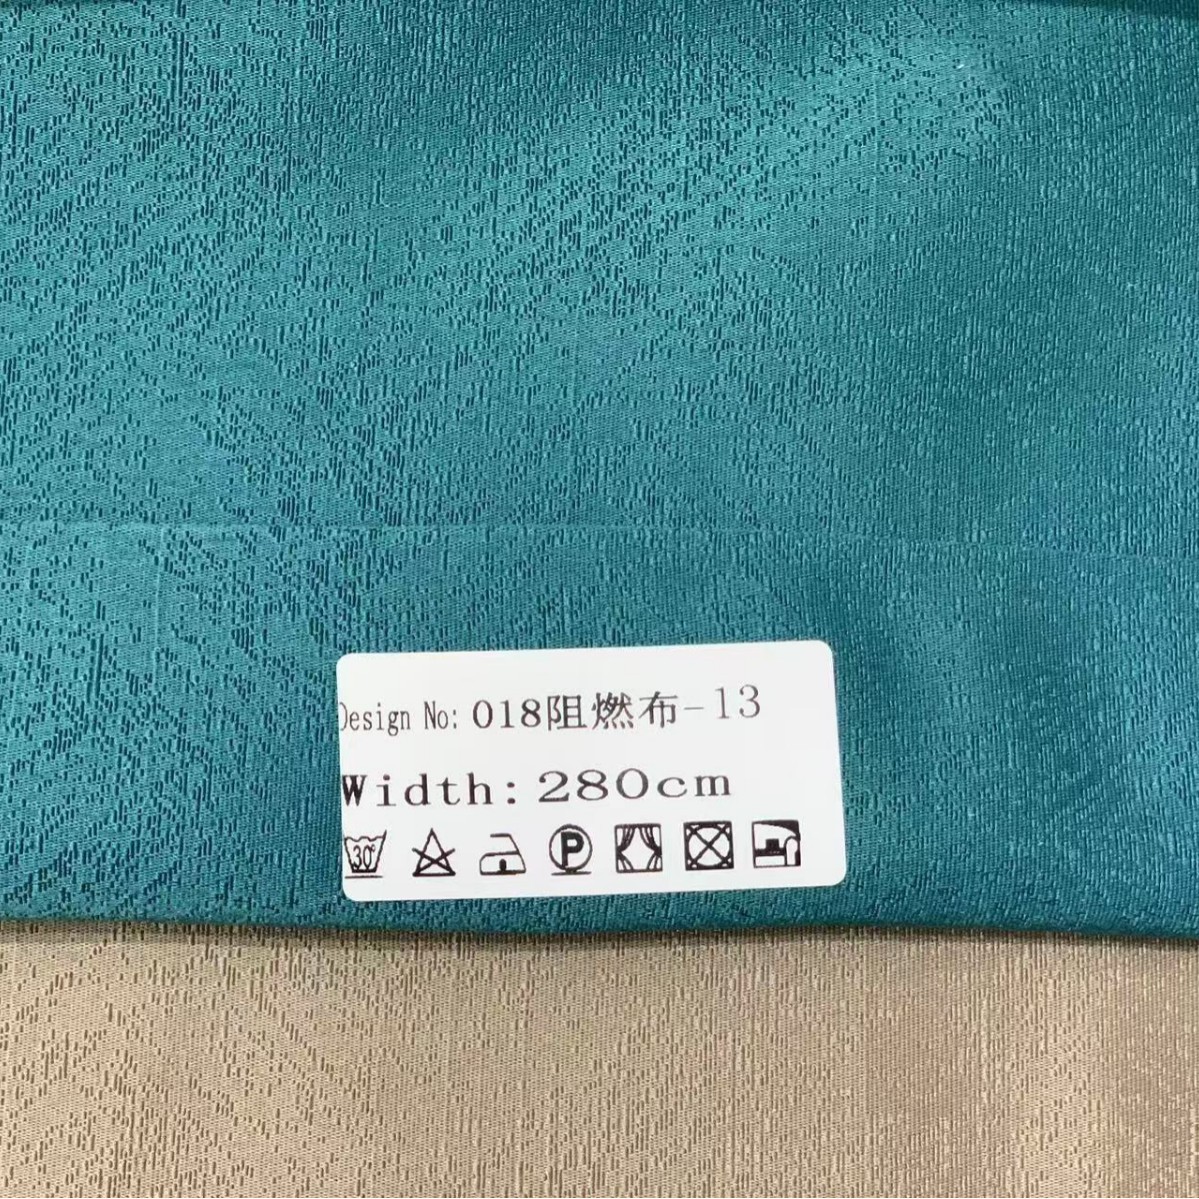 Design No: 018阻燃布-13
Width: 280cm
30° P